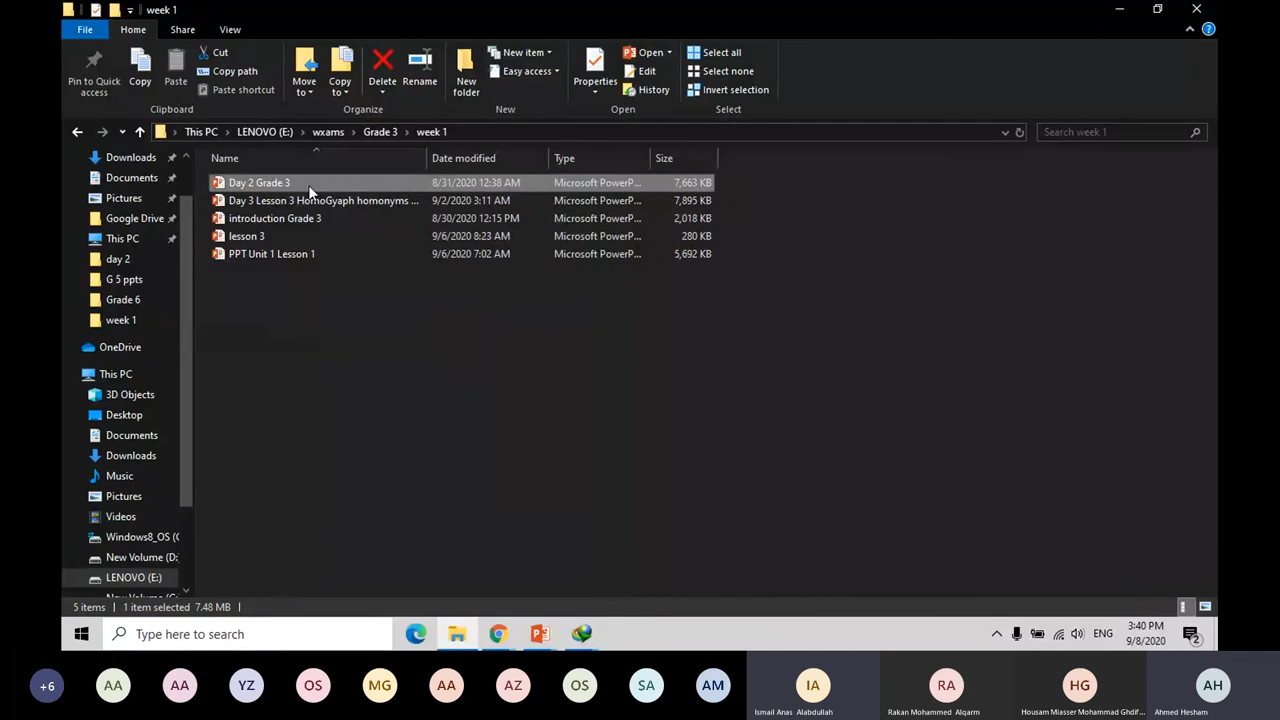 week 1
File Home Share View
Pin to Quick access
Copy
Paste
Cut
Copy path
Paste shortcut
Clipboard
Move to
Copy to
Delete
Rename
Organize
New folder
New item
Easy access
New
Properties
Open
Edit
History
Open
Select all
Select none
Invert selection
Select
This PC > LENOVO (E:) > wxams > Grade 3 > week 1
Search week 1
Name Date modified Type Size
Day 2 Grade 3 8/31/2020 12:38 AM Microsoft PowerP... 7,663 KB
Day 3 Lesson 3 HomoGyaph homonyms ... 9/2/2020 3:11 AM Microsoft PowerP... 7,895 KB
introduction Grade 3 8/30/2020 12:15 PM Microsoft PowerP... 2,018 KB
lesson 3 9/6/2020 8:23 AM Microsoft PowerP... 280 KB
PPT Unit 1 Lesson 1 9/6/2020 7:02 AM Microsoft PowerP... 5,692 KB
Downloads
Documents
Pictures
Google Drive
This PC
day 2
G 5 ppts
Grade 6
week 1
OneDrive
This PC
3D Objects
Desktop
Documents
Downloads
Music
Pictures
Videos
Windows8_OS (C
New Volume (D:
LENOVO (E:)
5 items 1 item selected 7.48 MB
Type here to search
ENG
3:40 PM
9/8/2020
2
+6 AA AA YZ OS MG AA AZ OS SA AM IA RA HG AH
Ismail Anas Alabdullah
Rakan Mohammed Alqarm
Housam Miasser Mohammad Ghdif...
Ahmed Hesham